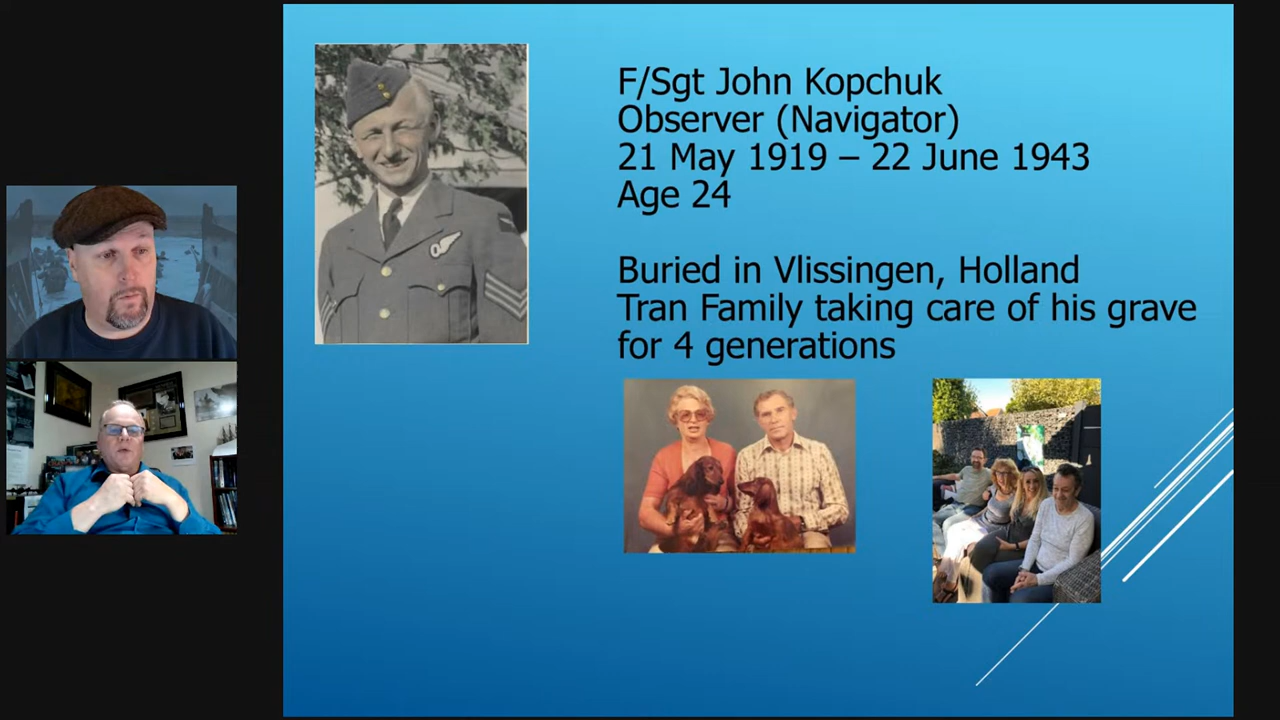 F/Sgt John Kopchuk
Observer (Navigator)
21 May 1919 – 22 June 1943
Age 24
Buried in Vlissingen, Holland
Tran Family taking care of his grave
for 4 generations